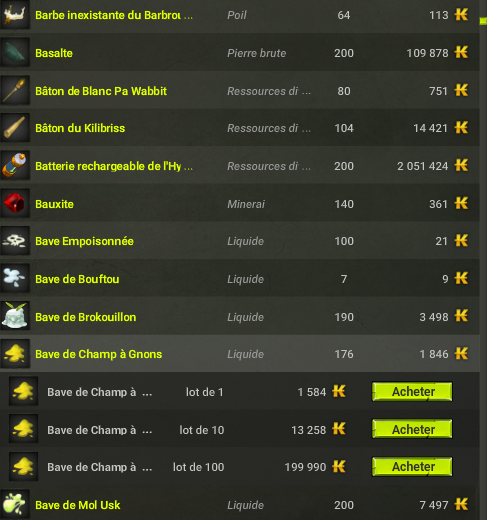 Barbe inexistante du Barbrou ... Poil 64 113
Basalte Pierre brute 200 109 878
Bâton de Blanc Pa Wabbit Ressources di ... 80 751
Bâton du Kilibriss Ressources di ... 104 14 421
Batterie rechargeable de l'Hy ... Ressources di ... 200 2 051 424
Bauxite Minerai 140 361
Bave Empoisonnée Liquide 100 21
Bave de Bouftou Liquide 7 9
Bave de Brokouillon Liquide 190 3 498
Bave de Champ à Gnons Liquide 176 1 846
Bave de Champ à ... lot de 1 1 584 Acheter
Bave de Champ à ... lot de 10 13 258 Acheter
Bave de Champ à ... lot de 100 199 990 Acheter
Bave de Mol Usk Liquide 200 7 497